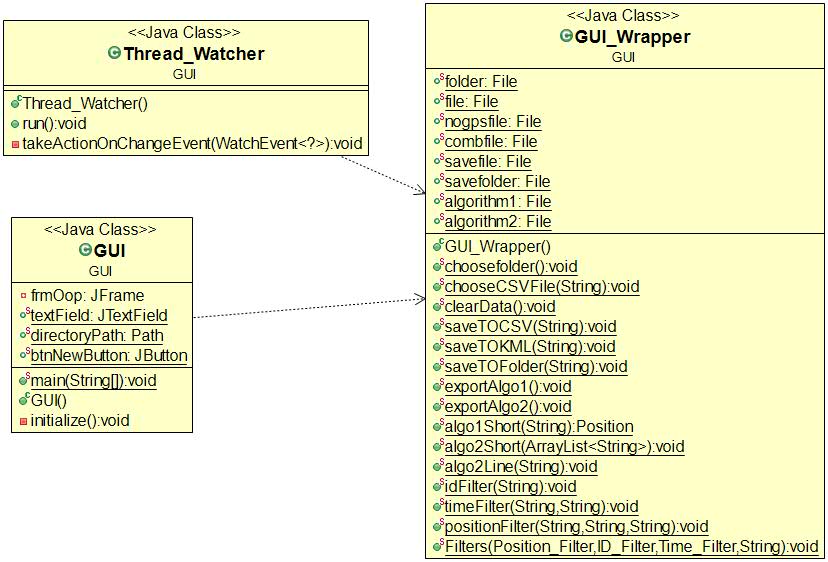 <<Java Class>>
Thread_Watcher
GUI
Thread_Watcher()
run():void
takeActionOnChangeEvent(WatchEvent<?>):void
<<Java Class>>
GUI
GUI
frmOop: JFrame
textField: JTextField
directoryPath: Path
btnNewButton: JButton
main(String[]):void
GUI()
initialize():void
<<Java Class>>
GUI_Wrapper
GUI
folder: File
file: File
nogpsfile: File
combfile: File
savefile: File
savefolder: File
algorithm1: File
algorithm2: File
GUI_Wrapper()
choosefolder():void
chooseCSVFile(String):void
clearData():void
saveTOCSV(String):void
saveTOKML(String):void
saveTOFolder(String):void
exportAlgo1():void
exportAlgo2():void
algo1Short(String):Position
algo2Short(ArrayList<String>):void
algo2Line(String):void
idFilter(String):void
timeFilter(String,String):void
positionFilter(String,String,String):void
Filters(Position_Filter,ID_Filter,Time_Filter,String):void